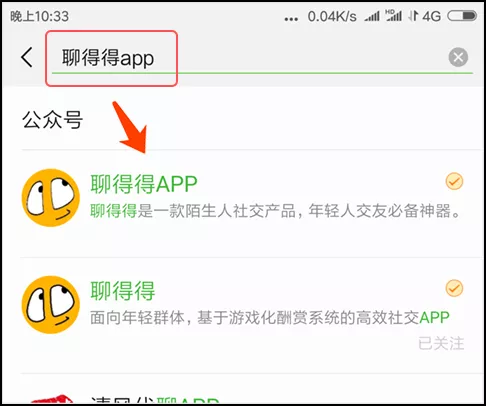 晚上10:33 ... 0.04K/s HD 4G
聊得得app
公众号
聊得得APP
聊得得是一款陌生人社交产品，年轻人交友必备神器。
聊得得
面向年轻群体，基于游戏化酬赏系统的高效社交APP
已关注
聊APP